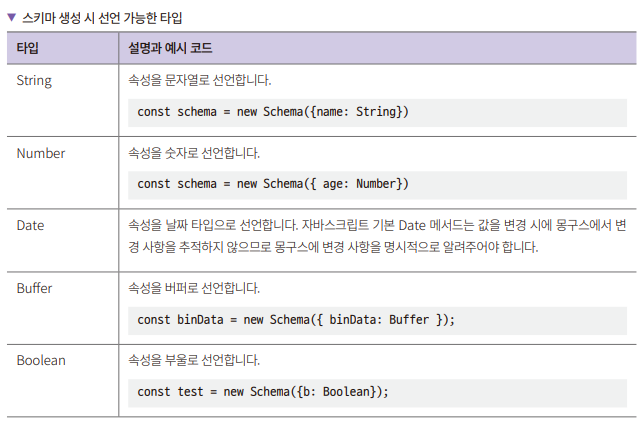 ▼ 스키마 생성 시 선언 가능한 타입
타입 설명과 예시 코드
String 속성을 문자열로 선언합니다.
const schema = new Schema({name: String})
Number 속성을 숫자로 선언합니다.
const schema = new Schema({ age: Number})
Date 속성을 날짜 타입으로 선언합니다. 자바스크립트 기본 Date 메서드는 값을 변경 시에 몽구스에서 변
경 사항을 추적하지 않으므로 몽구스에 변경 사항을 명시적으로 알려주어야 합니다.
Buffer 속성을 버퍼로 선언합니다.
const binData = new Schema({ binData: Buffer });
Boolean 속성을 부울로 선언합니다.
const test = new Schema({b: Boolean});